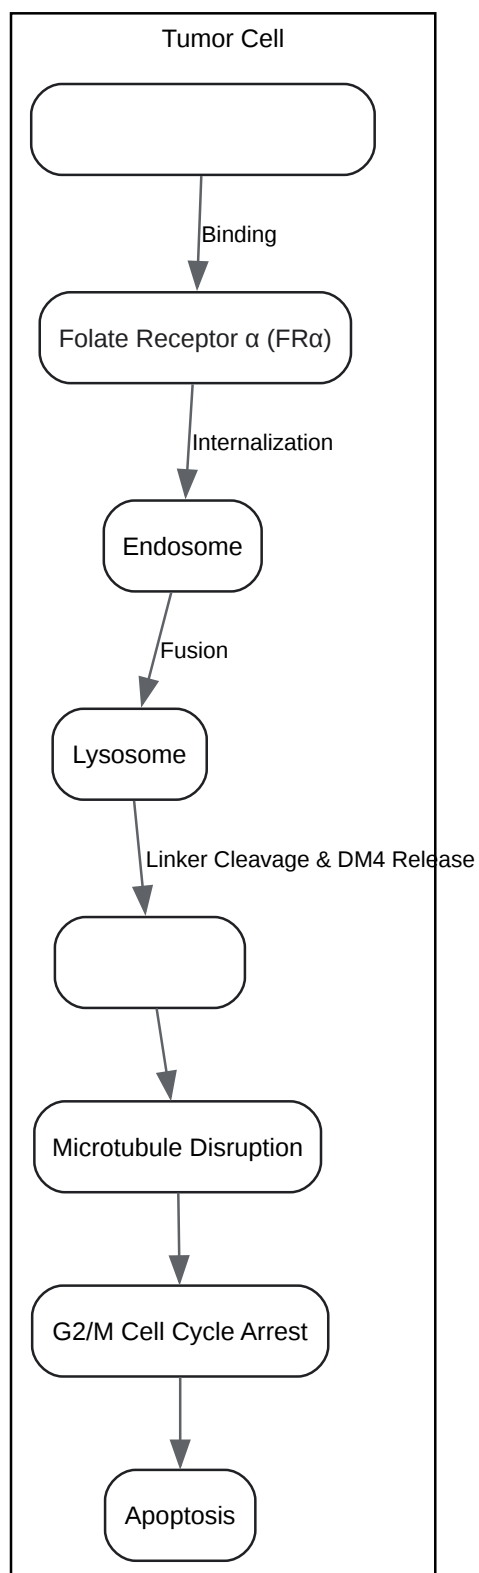 Tumor Cell
Binding
Folate Receptor α (FRα)
Internalization
Endosome
Fusion
Lysosome
Linker Cleavage & DM4 Release
Microtubule Disruption
G2/M Cell Cycle Arrest
Apoptosis